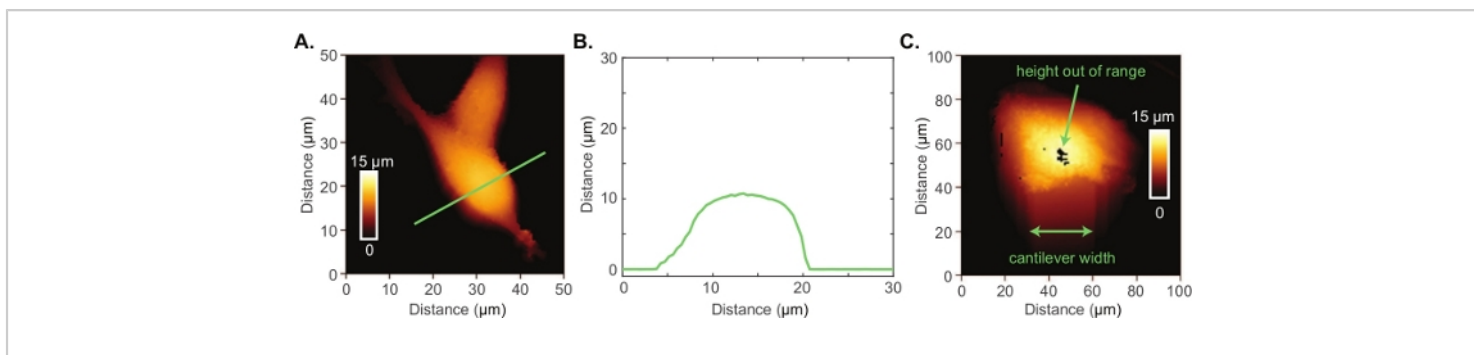 A.
50
40
30
20
10
0
Distance (µm)
15 µm
0
0 10 20 30 40 50
Distance (µm)
B.
30
20
10
0
Distance (µm)
0 10 20 30
Distance (µm)
C.
100
80
60
40
20
0
Distance (µm)
height out of range
15 µm
0
cantilever width
0 20 40 60 80 100
Distance (µm)